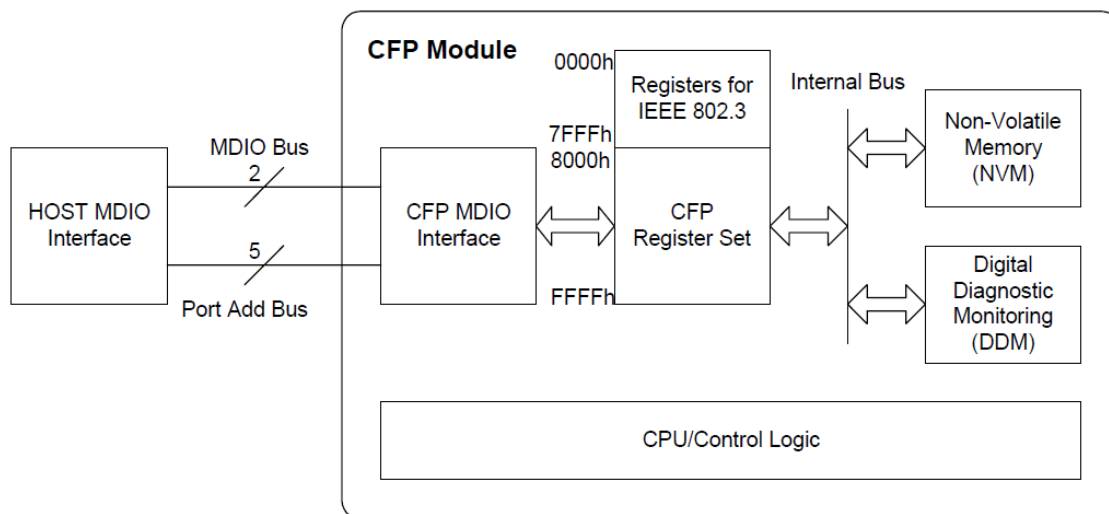 CFP Module
0000h
Registers for
IEEE 802.3
7FFFh
8000h
Internal Bus
Non-Volatile
Memory
(NVM)
MDIO Bus
2
HOST MDIO
Interface
5
Port Add Bus
CFP MDIO
Interface
CFP
Register Set
FFFFh
Digital
Diagnostic
Monitoring
(DDM)
CPU/Control Logic